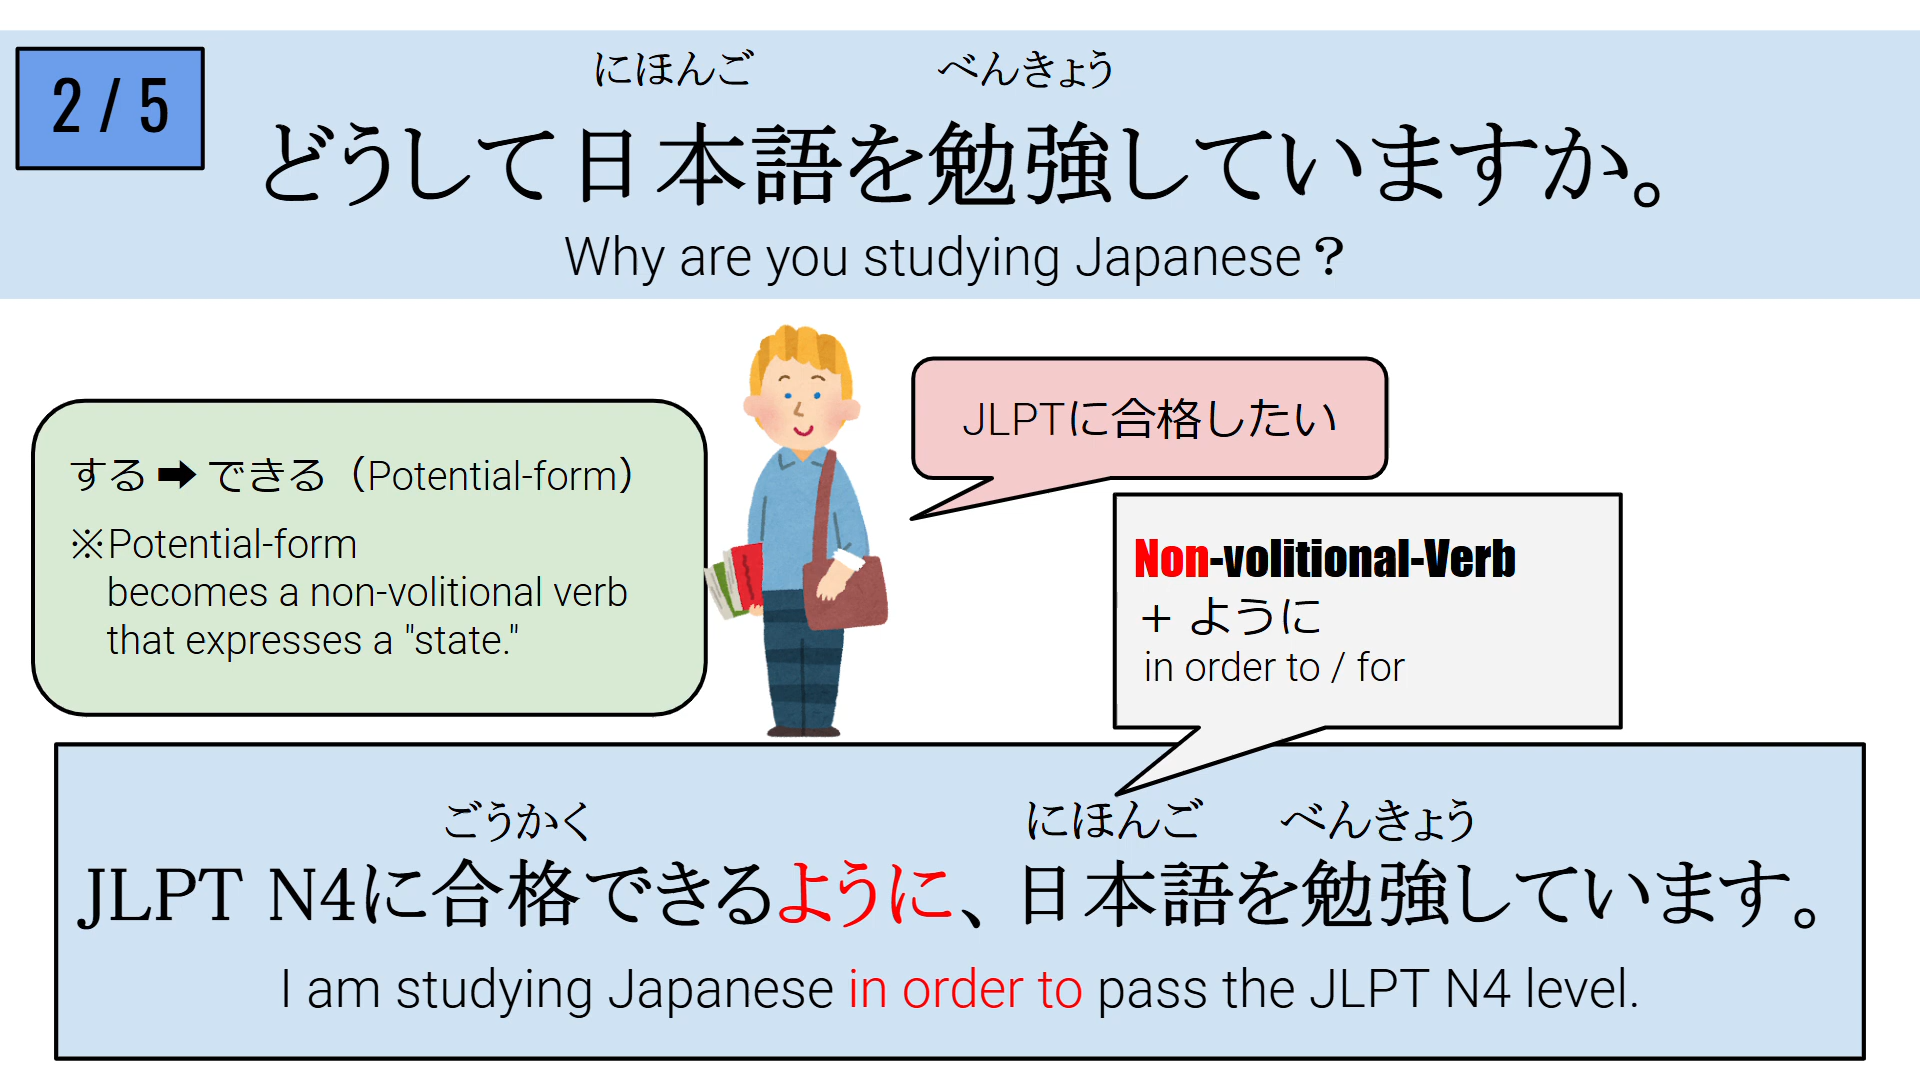 2 / 5
にほんご べんきょう
どうして日本語を勉強していますか。
Why are you studying Japanese？
JLPTに合格したい
する ➡ できる（Potential-form）
※Potential-form
becomes a non-volitional verb
that expresses a "state."
Non-volitional-Verb
+ ように
in order to / for
ごうかく にほんご べんきょう
JLPT N4に合格できるように、日本語を勉強しています。
I am studying Japanese in order to pass the JLPT N4 level.